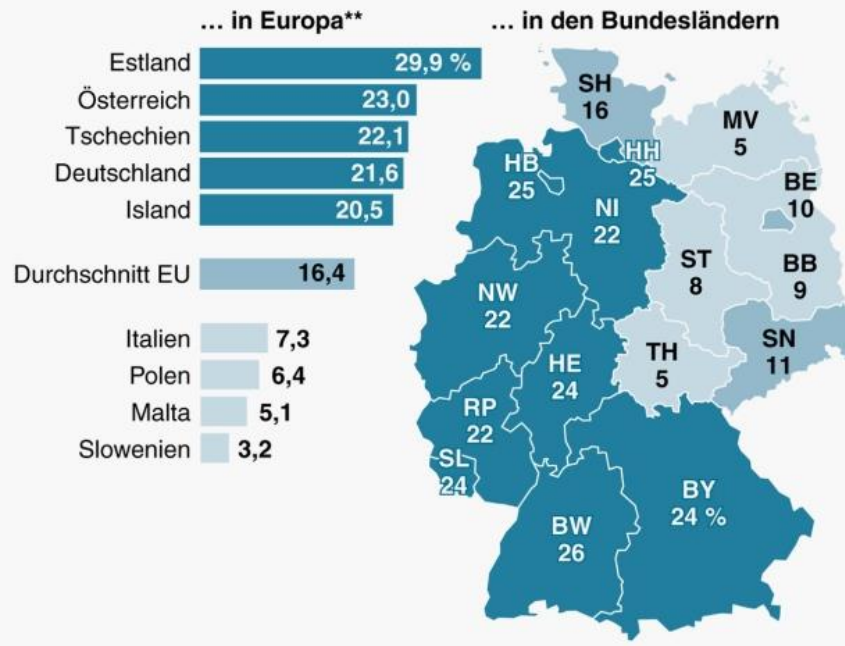 ... in Europa**
Estland 29,9 %
Österreich 23,0
Tschechien 22,1
Deutschland 21,6
Island 20,5
Durchschnitt EU 16,4
Italien 7,3
Polen 6,4
Malta 5,1
Slowenien 3,2
... in den Bundesländern
SH
16
MV
5
HH
25
HB
25
BE
10
NI
22
ST
8
BB
9
NW
22
SN
11
TH
5
HE
24
RP
22
SL
24
BY
24 %
BW
26